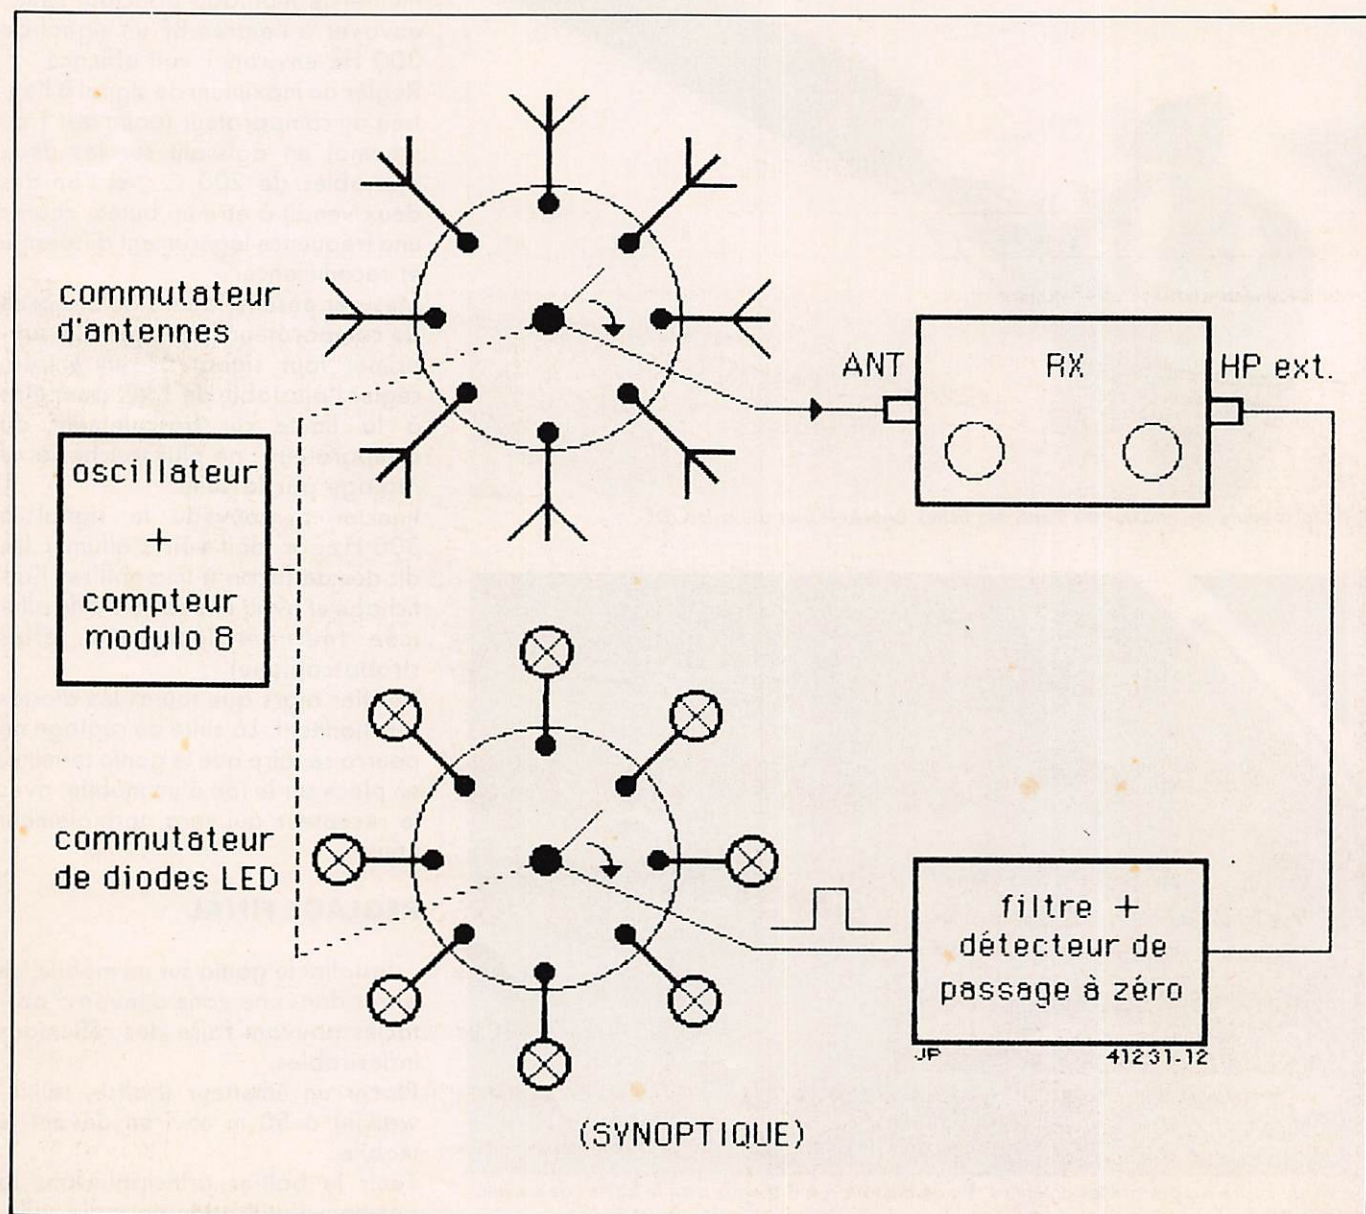 commutateur
d'antennes
ANT
RX
HP ext.
oscillateur
+
compteur
modulo 8
commutateur
de diodes LED
filtre +
détecteur de
passage à zéro
JP
41231-12
(SYNOPTIQUE)